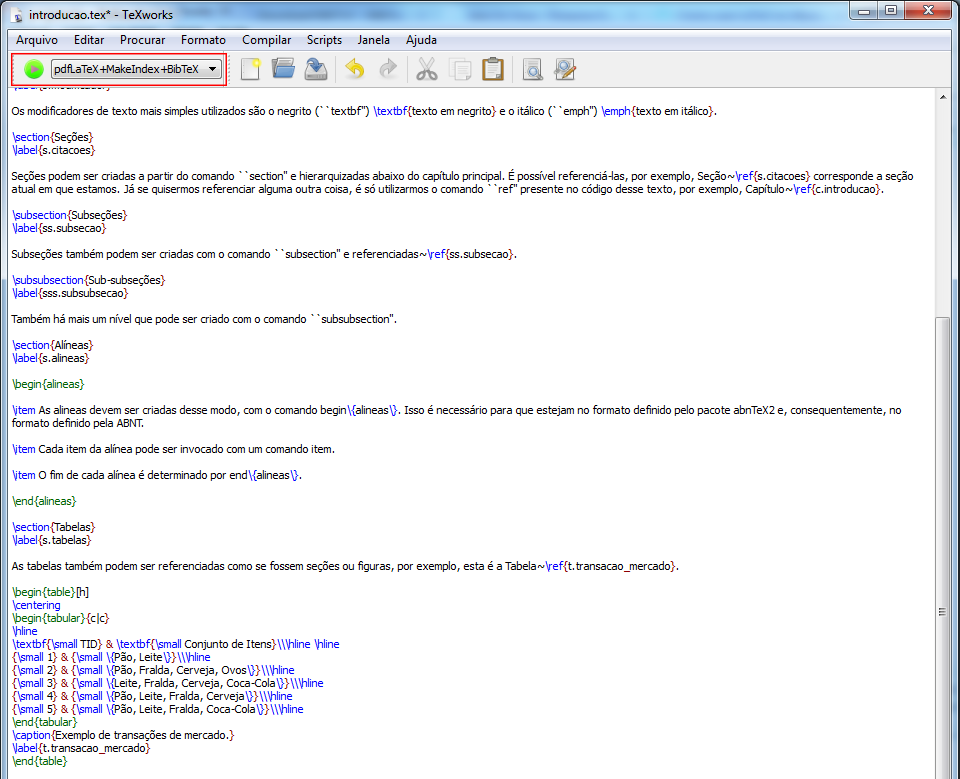 introducao.tex* - TeXworks
Arquivo Editar Procurar Formato Compilar Scripts Janela Ajuda
pdfLaTeX+MakeIndex+BibTeX
Os modificadores de texto mais simples utilizados são o negrito (``textbf'') \textbf{texto em negrito} e o itálico (``emph'') \emph{texto em itálico}.
\section{Seções}
\label{s.citacoes}
Seções podem ser criadas a partir do comando ``section'' e hierarquizadas abaixo do capítulo principal. É possível referenciá-las, por exemplo, Seção~\ref{s.citacoes} corresponde a seção
atual em que estamos. Já se quisermos referenciar alguma outra coisa, é só utilizarmos o comando ``ref'' presente no código desse texto, por exemplo, Capítulo~\ref{c.introducao}.
\subsection{Subseções}
\label{ss.subsecao}
Subseções também podem ser criadas com o comando ``subsection'' e referenciadas~\ref{ss.subsecao}.
\subsubsection{Sub-subseções}
\label{sss.subsubsecao}
Também há mais um nível que pode ser criado com o comando ``subsubsection''.
\section{Alíneas}
\label{s.alineas}
\begin{alineas}
\item As alineas devem ser criadas desse modo, com o comando begin\{alineas\}. Isso é necessário para que estejam no formato definido pelo pacote abnTeX2 e, consequentemente, no
formato definido pela ABNT.
\item Cada item da alínea pode ser invocado com um comando item.
\item O fim de cada alínea é determinado por end\{alineas\}.
\end{alineas}
\section{Tabelas}
\label{s.tabelas}
As tabelas também podem ser referenciadas como se fossem seções ou figuras, por exemplo, esta é a Tabela~\ref{t.transacao_mercado}.
\begin{table}[h]
\centering
\begin{tabular}{c|c}
\hline
\textbf{\small TID} & \textbf{\small Conjunto de Itens}\\\hline \hline
{\small 1} & {\small \{Pão, Leite\}}\\\hline
{\small 2} & {\small \{Pão, Fralda, Cerveja, Ovos\}}\\\hline
{\small 3} & {\small \{Leite, Fralda, Cerveja, Coca-Cola\}}\\\hline
{\small 4} & {\small \{Pão, Leite, Fralda, Cerveja\}}\\\hline
{\small 5} & {\small \{Pão, Leite, Fralda, Coca-Cola\}}\\\hline
\end{tabular}
\caption{Exemplo de transações de mercado.}
\label{t.transacao_mercado}
\end{table}